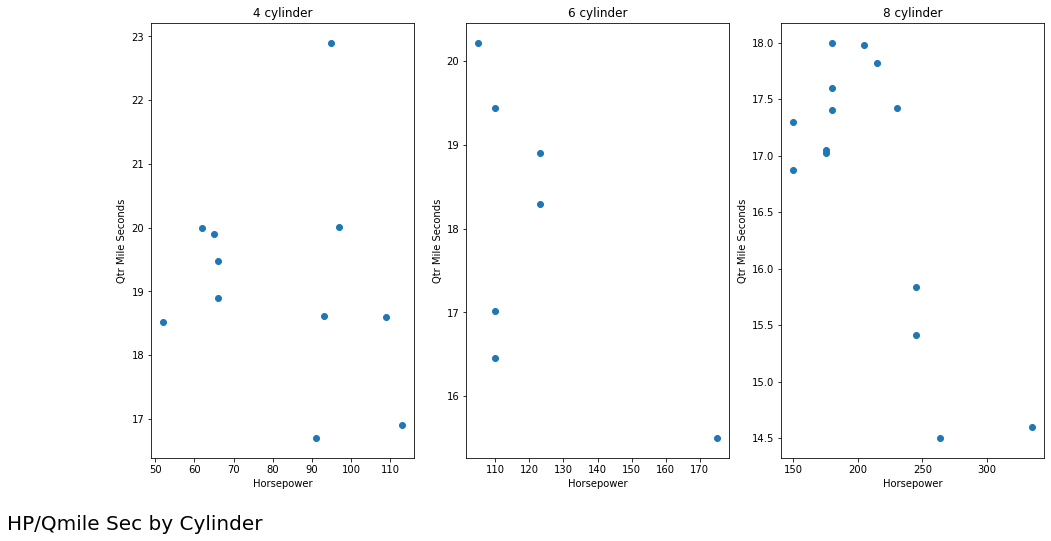 4 cylinder
23
22
21
20
19
18
17
Qtr Mile Seconds
50 60 70 80 90 100 110
Horsepower
6 cylinder
20
19
18
17
16
Qtr Mile Seconds
110 120 130 140 150 160 170
Horsepower
8 cylinder
18.0
17.5
17.0
16.5
16.0
15.5
15.0
14.5
Qtr Mile Seconds
150 200 250 300
Horsepower
HP/Qmile Sec by Cylinder